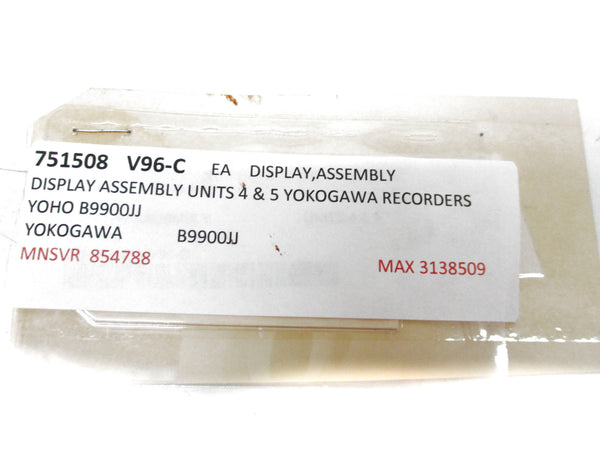 751508 V96-C EA DISPLAY,ASSEMBLY
DISPLAY ASSEMBLY UNITS 4 & 5 YOKOGAWA RECORDERS
YOHO B9900JJ
YOKOGAWA B9900JJ
MNSVR 854788 MAX 3138509